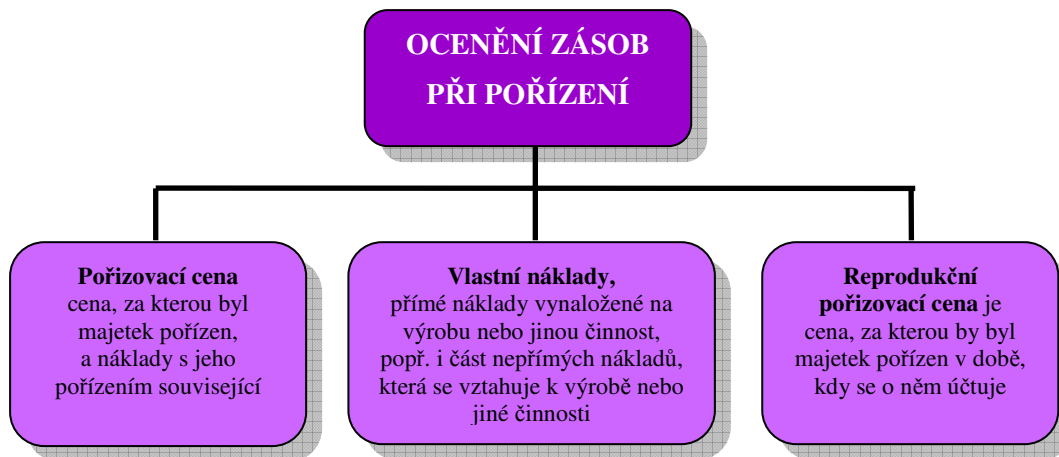 OCENĚNÍ ZÁSOB
PŘI POŘÍZENÍ
Pořizovací cena
cena, za kterou byl
majetek pořízen,
a náklady s jeho
pořízením související
Vlastní náklady,
přímé náklady vynaložené na
výrobu nebo jinou činnost,
popř. i část nepřímých nákladů,
která se vztahuje k výrobě nebo
jiné činnosti
Reprodukční
pořizovací cena je
cena, za kterou by byl
majetek pořízen v době,
kdy se o něm účtuje